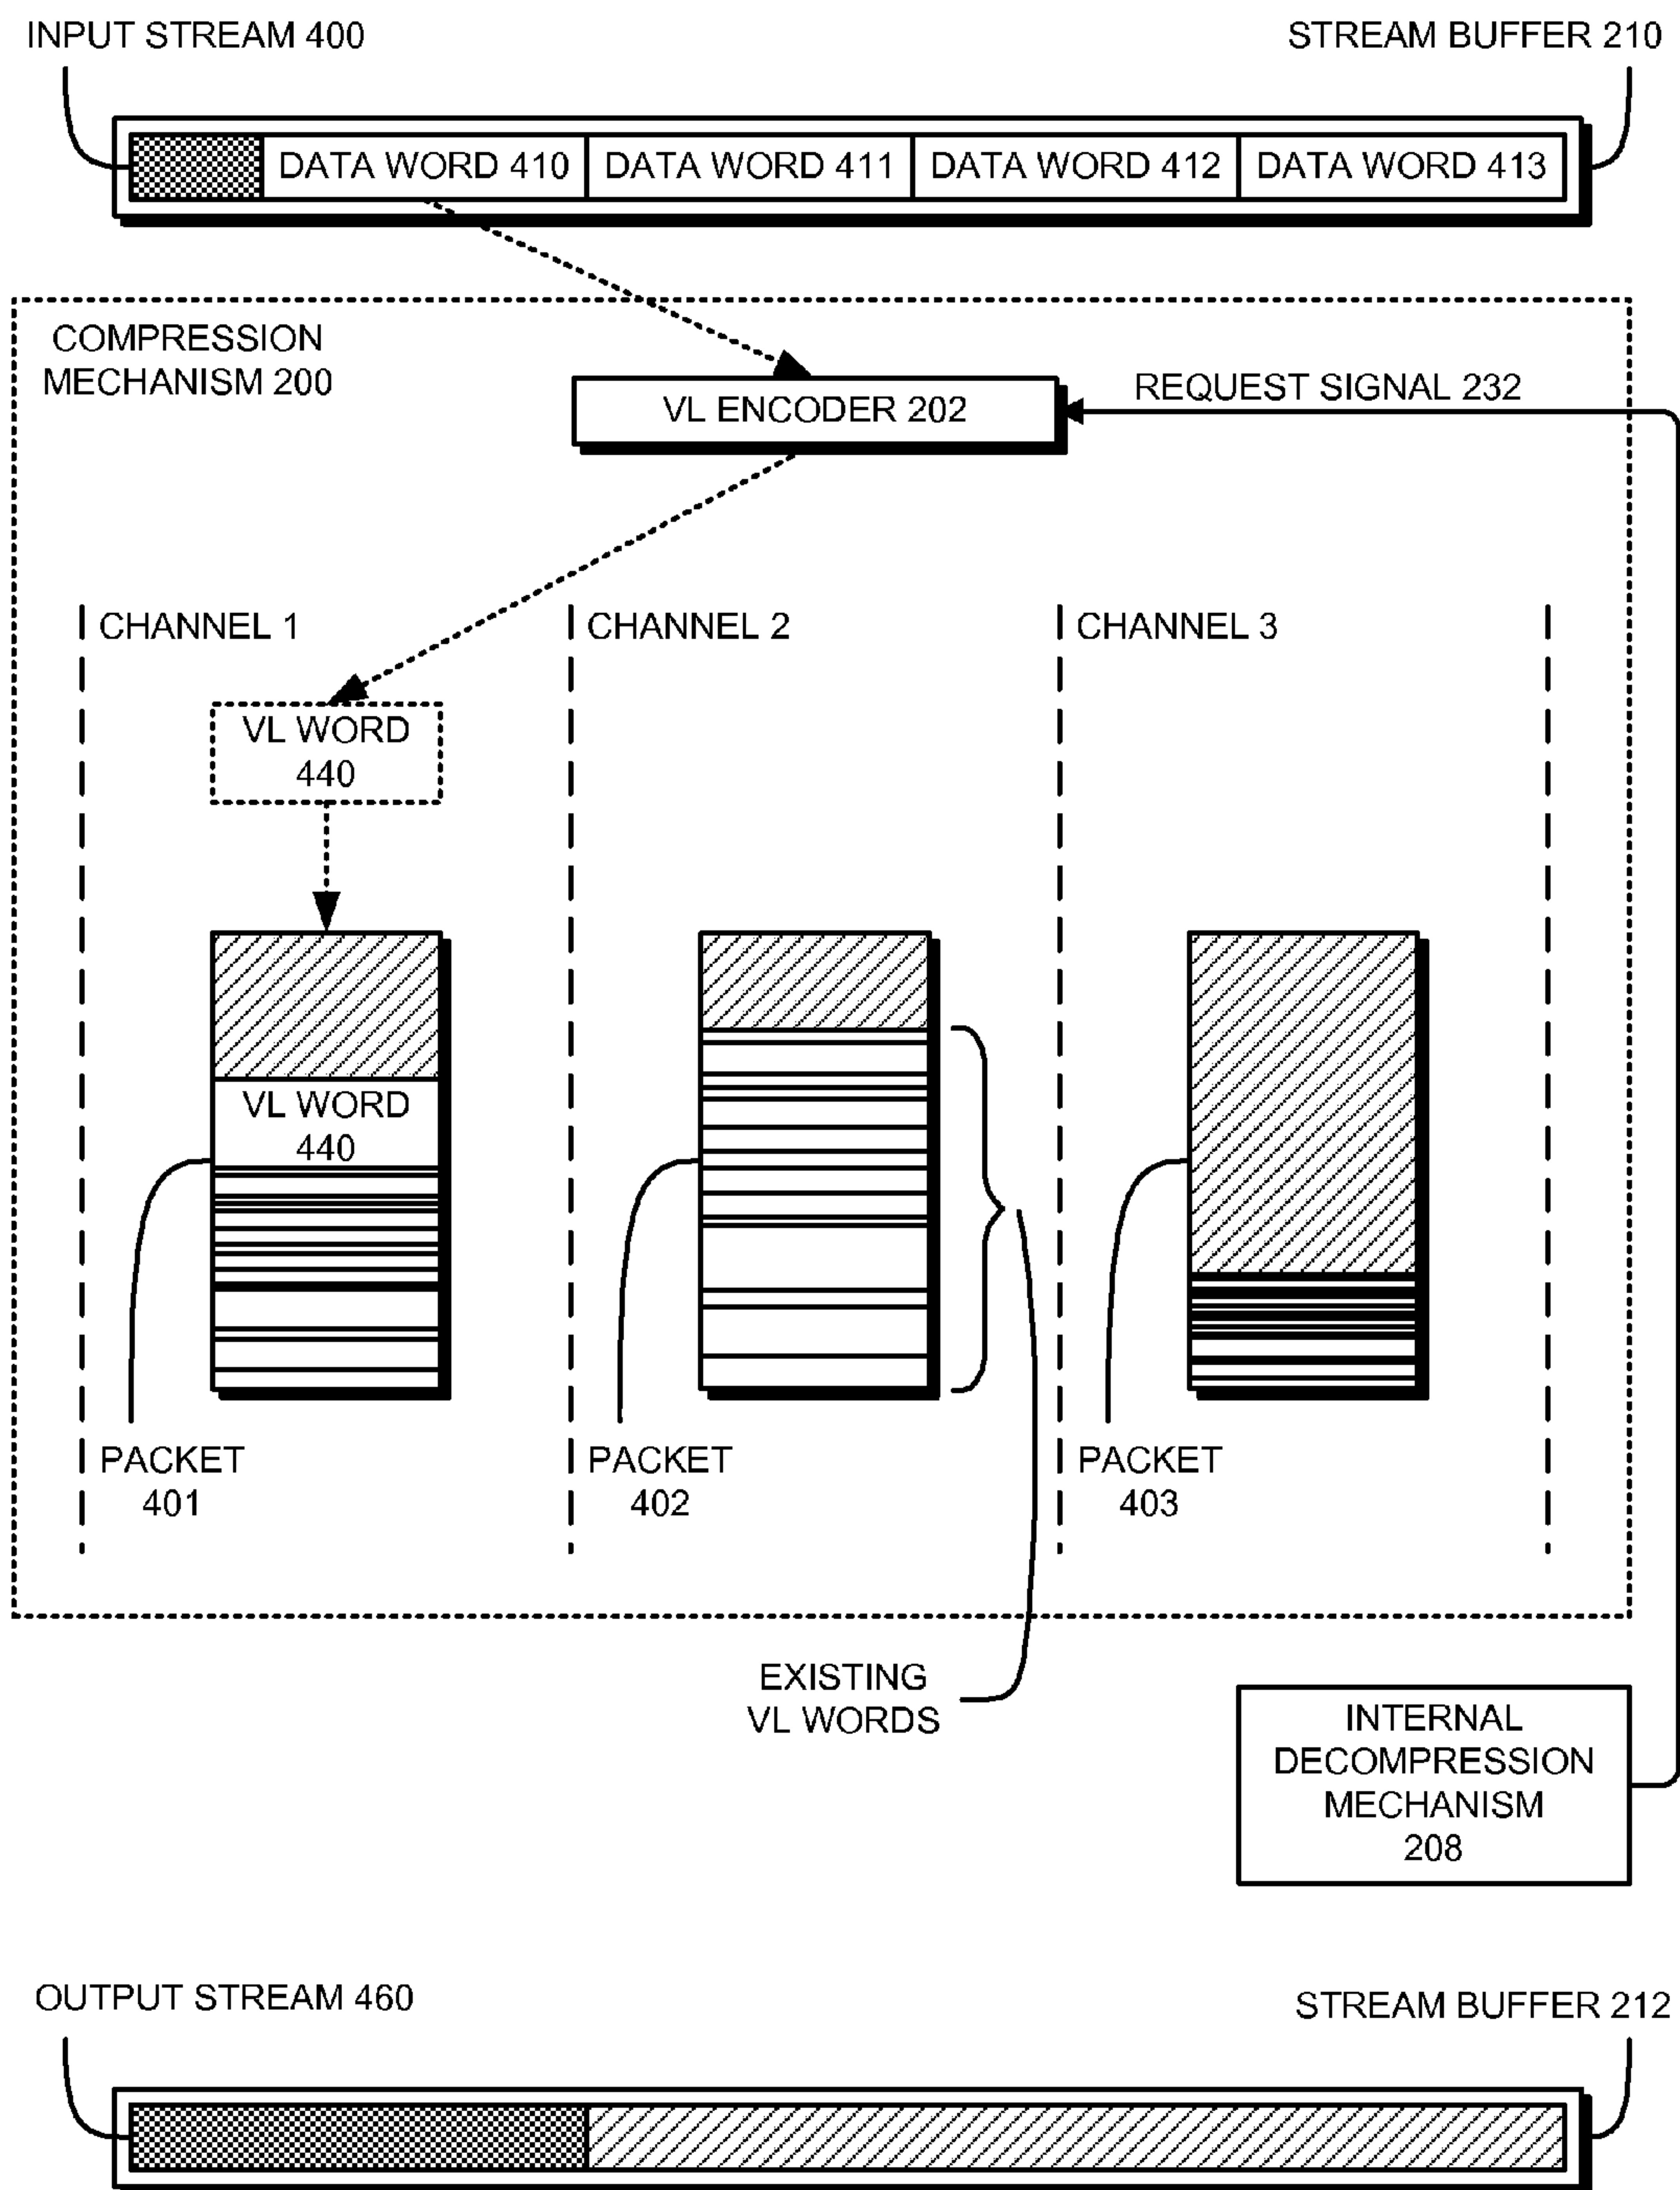 INPUT STREAM 400
STREAM BUFFER 210
DATA WORD 410
DATA WORD 411
DATA WORD 412
DATA WORD 413
COMPRESSION
MECHANISM 200
VL ENCODER 202
REQUEST SIGNAL 232
CHANNEL 1
CHANNEL 2
CHANNEL 3
VL WORD
440
VL WORD
440
PACKET
401
PACKET
402
PACKET
403
EXISTING
VL WORDS
INTERNAL
DECOMPRESSION
MECHANISM
208
OUTPUT STREAM 460
STREAM BUFFER 212